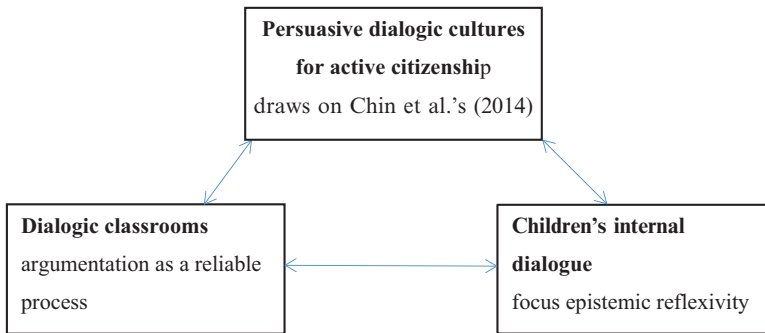 Persuasive dialogic cultures
for active citizenship
draws on Chin et al.’s (2014)
Dialogic classrooms
argumentation as a reliable
process
Children’s internal
dialogue
focus epistemic reflexivity